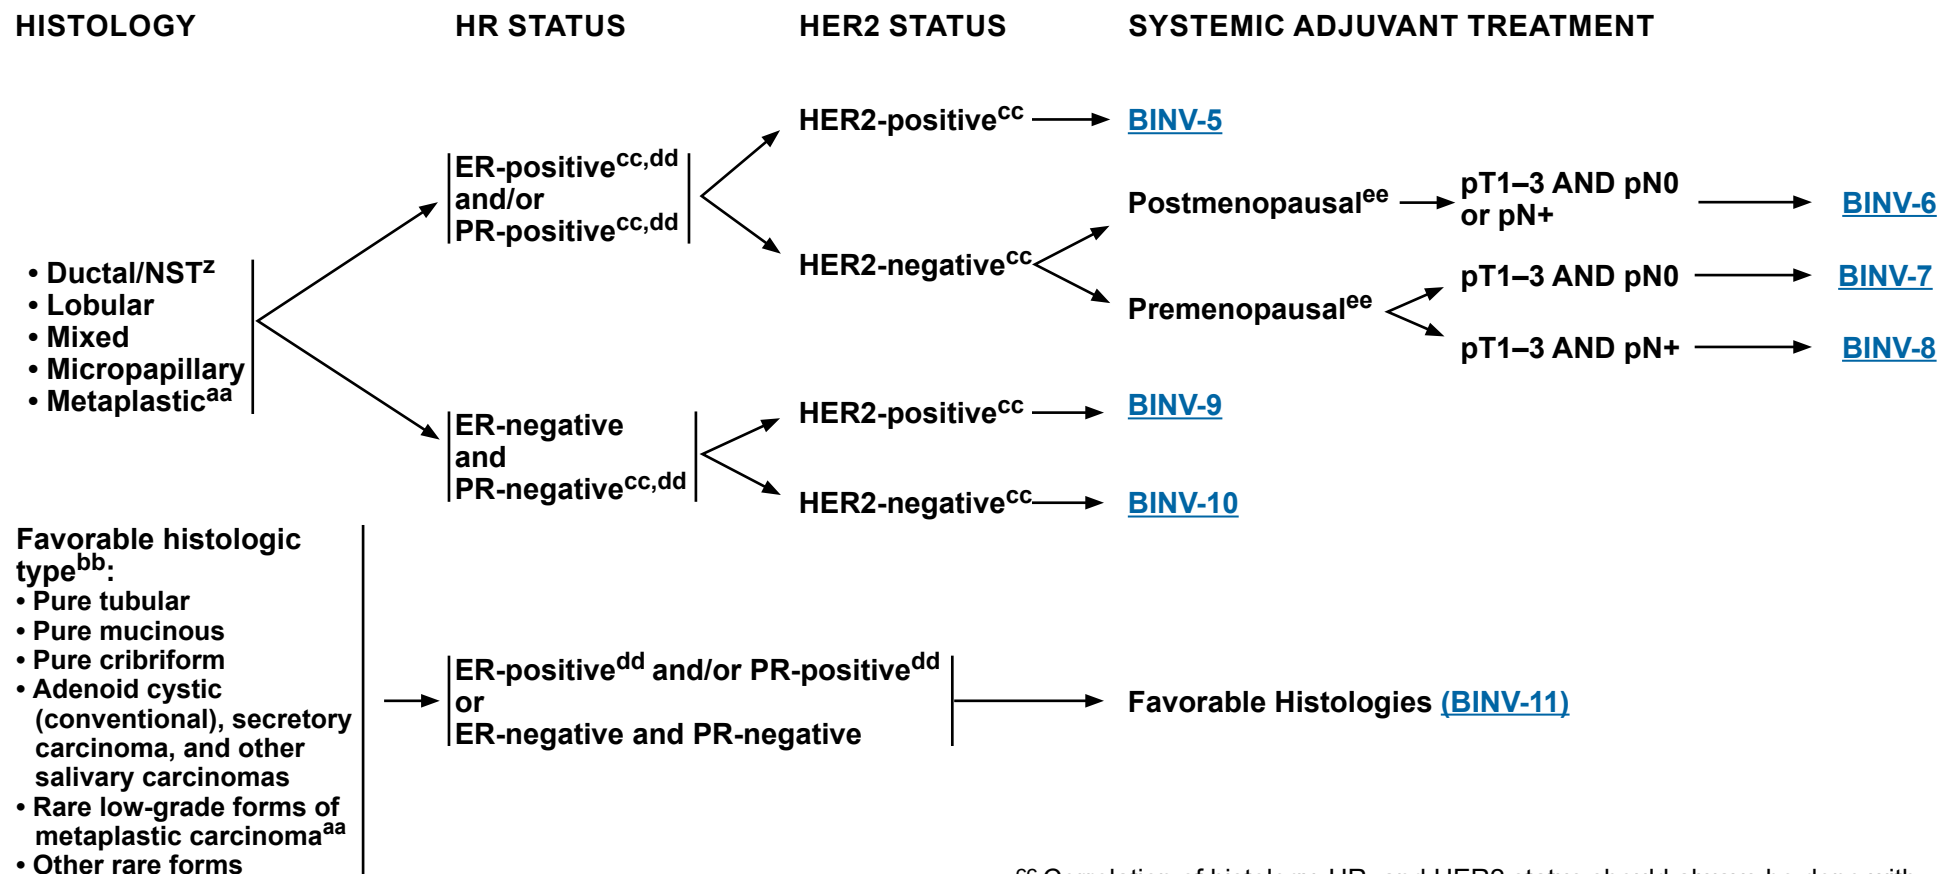 HISTOLOGY HR STATUS HER2 STATUS SYSTEMIC ADJUVANT TREATMENT
• Ductal/NSTz
• Lobular
• Mixed
• Micropapillary
• Metaplasticaa
ER-positivecc,dd
and/or
PR-positivecc,dd
HER2-positivecc
BINV-5
HER2-negativecc
Postmenopausalee
pT1–3 AND pN0
or pN+
BINV-6
Premenopausalee
pT1–3 AND pN0
BINV-7
pT1–3 AND pN+
BINV-8
ER-negative
and
PR-negativecc,dd
HER2-positivecc
BINV-9
HER2-negativecc
BINV-10
Favorable histologic
typebb:
• Pure tubular
• Pure mucinous
• Pure cribriform
• Adenoid cystic
(conventional), secretory
carcinoma, and other
salivary carcinomas
• Rare low-grade forms of
metaplastic carcinomaaa
• Other rare forms
ER-positivedd and/or PR-positivedd
or
ER-negative and PR-negative
Favorable Histologies (BINV-11)